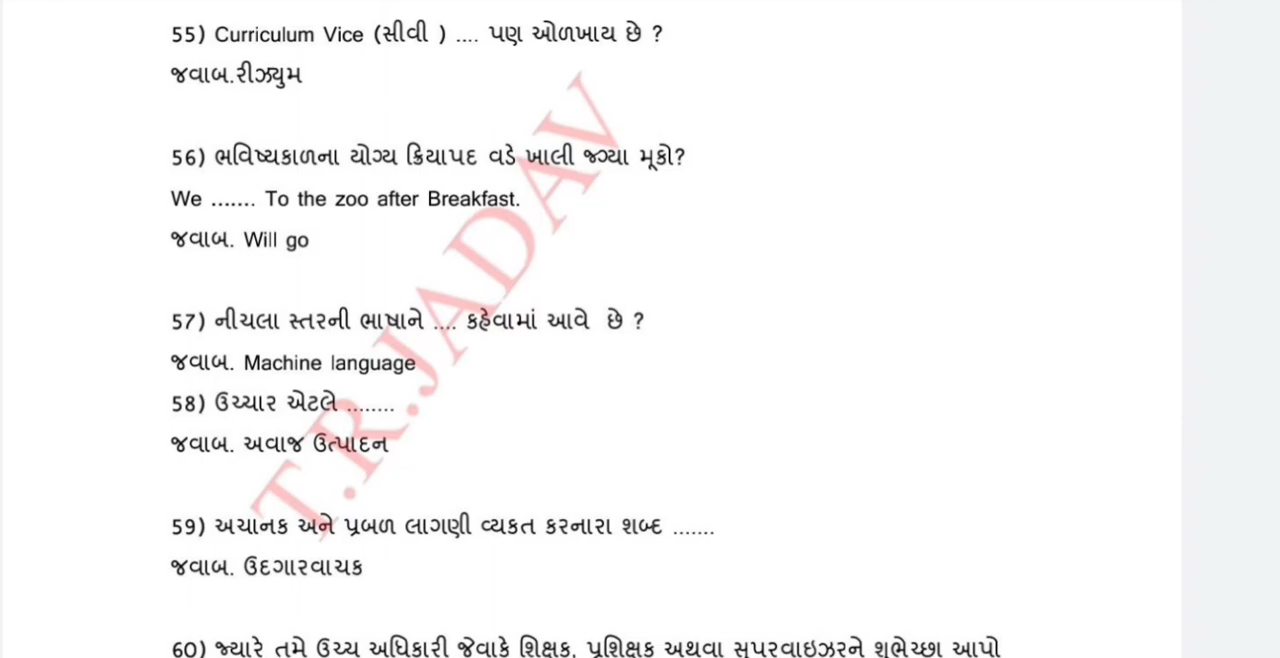 55) Curriculum Vice (સીવી ) .... પણ ઓળખાય છે ?
જવાબ.રીઝ્યુમ
56) ભવિષ્યકાળના યોગ્ય ક્રિયાપદ વડે ખાલી જગ્યા મૂકો?
We ....... To the zoo after Breakfast.
જવાબ. Will go
57) નીચલા સ્તરની ભાષાને .... કહેવામાં આવે છે ?
જવાબ. Machine language
58) ઉચ્ચાર એટલે ........
જવાબ. અવાજ ઉત્પાદન
59) અચાનક અને પ્રબળ લાગણી વ્યકત કરનારા શબ્દ .......
જવાબ. ઉદગારવાચક
60) જ્યારે તમે ઉચ્ચ અધિકારી જેવાકે શિક્ષક, પ્રશિક્ષક અથવા સુપરવાઇઝરને શુભેચ્છા આપો
T.R.JADAV